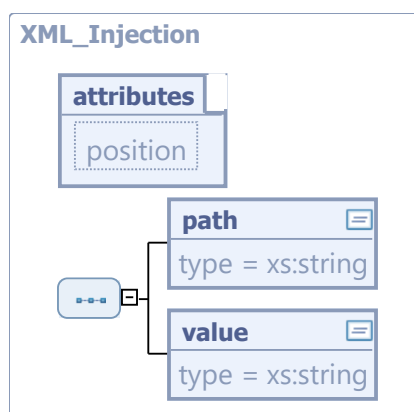 XML_Injection
attributes
position
path
type = xs:string
value
type = xs:string